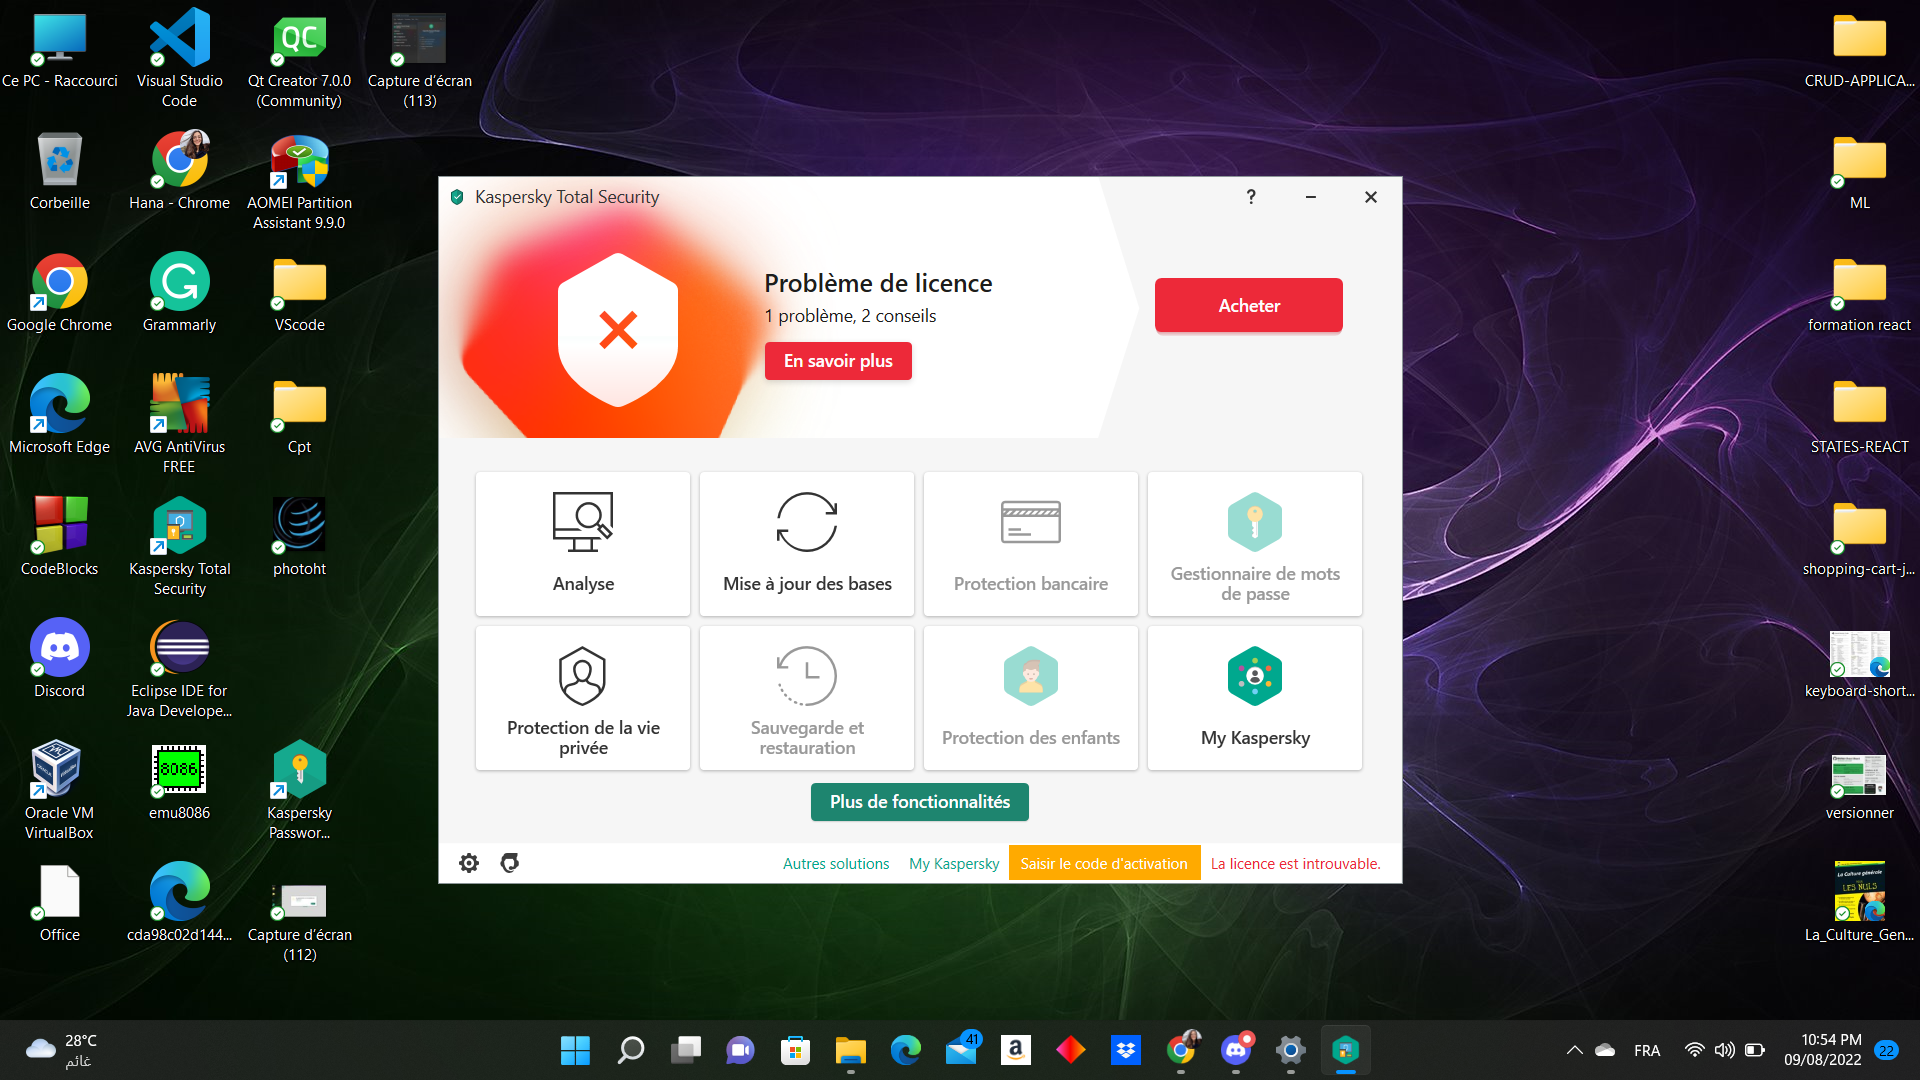 Ce PC - Raccourci
Visual Studio
Code
QC
Qt Creator 7.0.0
(Community)
Capture d'écran
(113)
Corbeille
Hana - Chrome
AOMEI Partition
Assistant 9.9.0
Google Chrome
Grammarly
VScode
Microsoft Edge
AVG AntiVirus
FREE
Cpt
CodeBlocks
Kaspersky Total
Security
photoht
Discord
Eclipse IDE for
Java Develope...
Oracle VM
VirtualBox
8086
emu8086
Kaspersky
Passwor...
Office
cda98c02d144...
Capture d'écran
(112)
Kaspersky Total Security
?
Problème de licence
1 problème, 2 conseils
En savoir plus
Acheter
Analyse
Mise à jour des bases
Protection bancaire
Gestionnaire de mots
de passe
Protection de la vie
privée
Sauvegarde et
restauration
Protection des enfants
My Kaspersky
Plus de fonctionnalités
Autres solutions
My Kaspersky
Saisir le code d'activation
La licence est introuvable.
CRUD-APPLICA...
ML
formation react
STATES-REACT
shopping-cart-j...
keyboard-short...
versionner
La Culture générale
LES NULS
La_Culture_Gen...
28°C
غائم
41
a
FRA
10:54 PM
09/08/2022
22